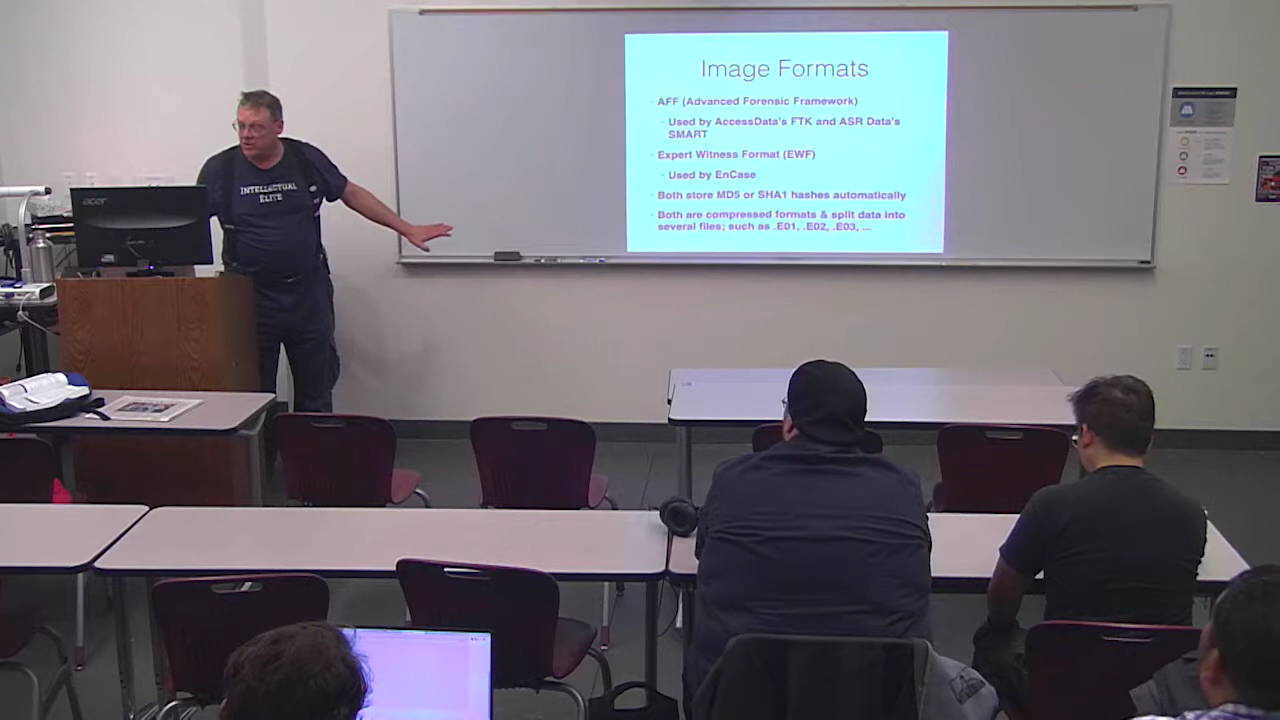 Image Formats
AFF (Advanced Forensic Framework)
Used by AccessData's FTK and ASR Data's
SMART
Expert Witness Format (EWF)
Used by EnCase
Both store MD5 or SHA1 hashes automatically
Both are compressed formats & split data into
several files; such as .E01, .E02, .E03, ...
INTELLECTUAL
ELITE
acer